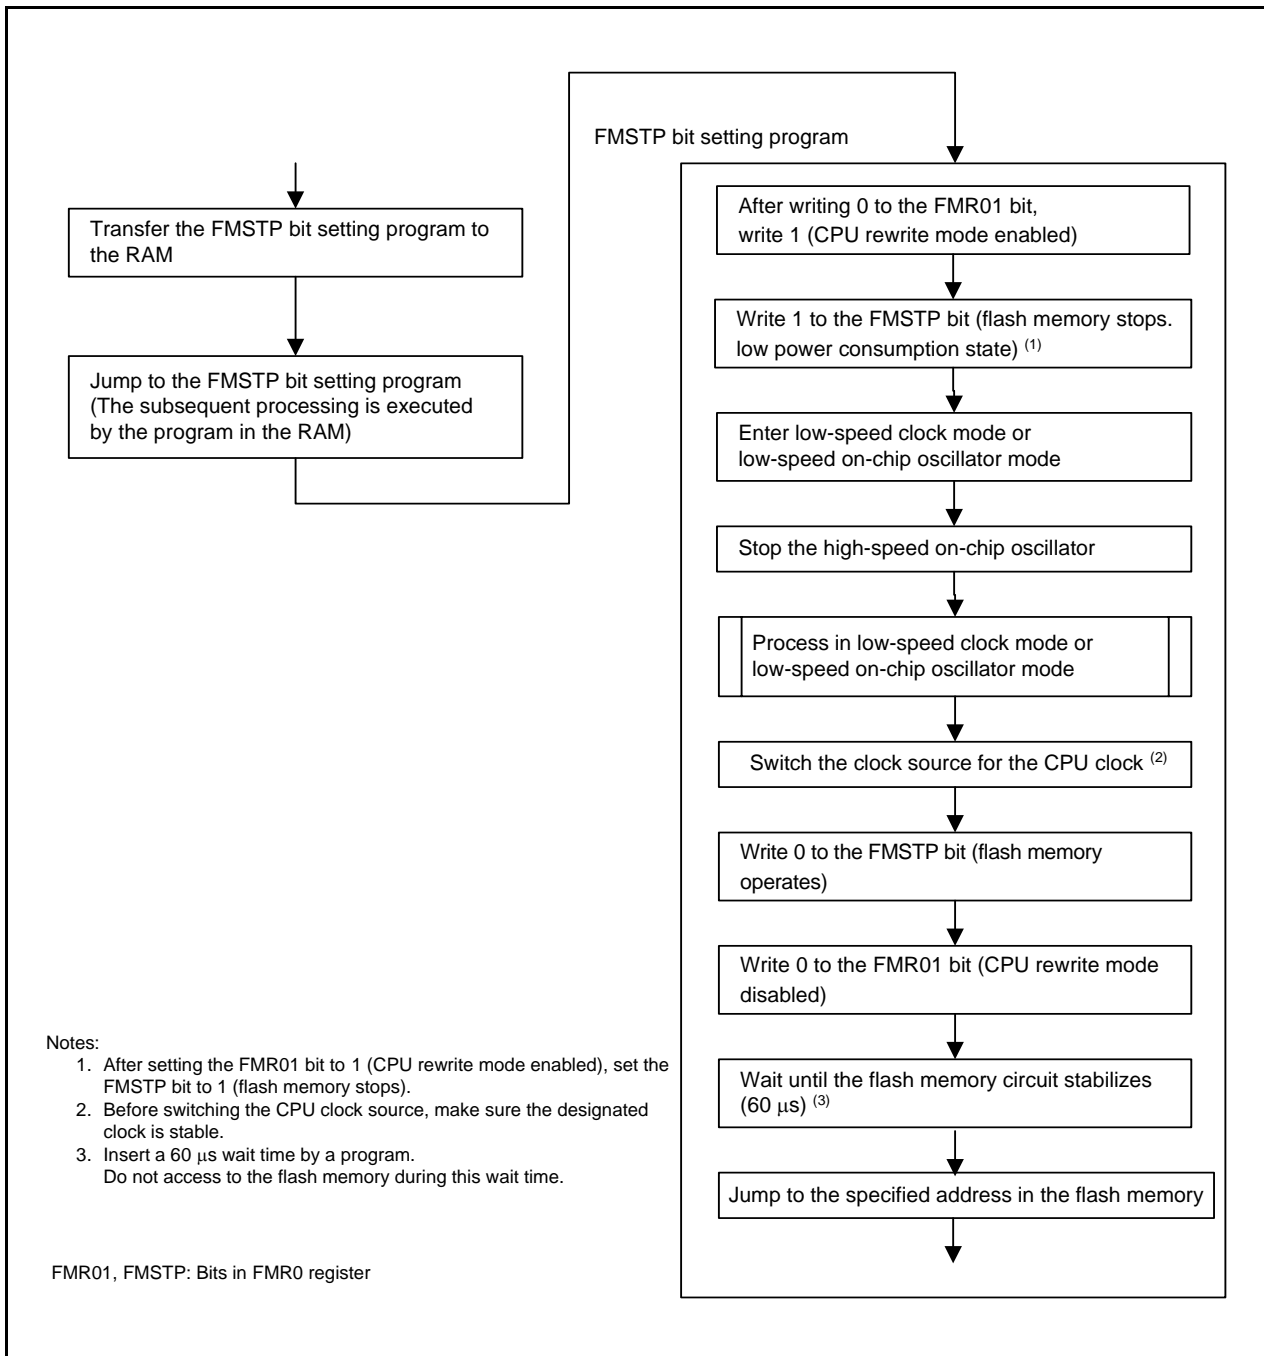 Transfer the FMSTP bit setting program to
the RAM
Jump to the FMSTP bit setting program
(The subsequent processing is executed
by the program in the RAM)
FMSTP bit setting program
After writing 0 to the FMR01 bit,
write 1 (CPU rewrite mode enabled)
Write 1 to the FMSTP bit (flash memory stops.
low power consumption state) (1)
Enter low-speed clock mode or
low-speed on-chip oscillator mode
Stop the high-speed on-chip oscillator
Process in low-speed clock mode or
low-speed on-chip oscillator mode
Switch the clock source for the CPU clock (2)
Write 0 to the FMSTP bit (flash memory
operates)
Write 0 to the FMR01 bit (CPU rewrite mode
disabled)
Wait until the flash memory circuit stabilizes
(60 μs) (3)
Jump to the specified address in the flash memory
Notes:
1. After setting the FMR01 bit to 1 (CPU rewrite mode enabled), set the
FMSTP bit to 1 (flash memory stops).
2. Before switching the CPU clock source, make sure the designated
clock is stable.
3. Insert a 60 μs wait time by a program.
Do not access to the flash memory during this wait time.
FMR01, FMSTP: Bits in FMR0 register